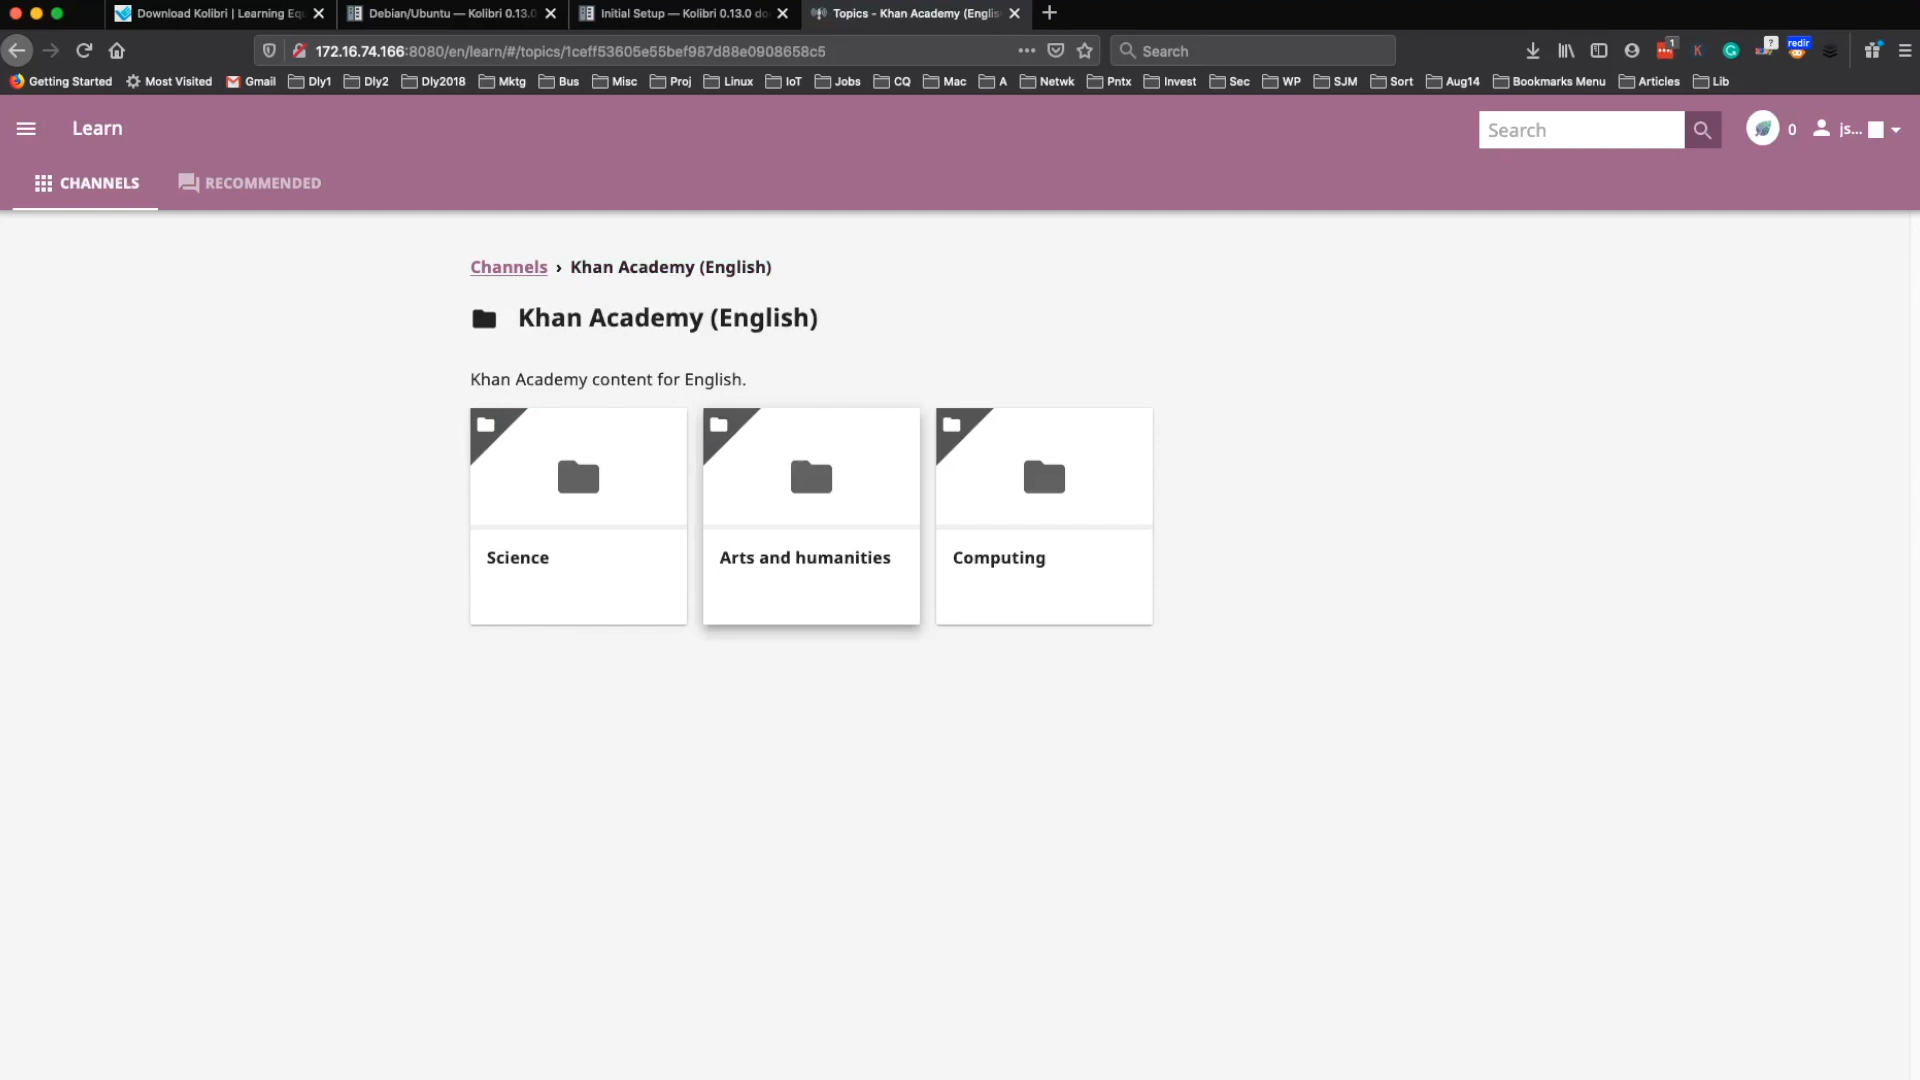 Download Kolibri | Learning Eq
Debian/Ubuntu — Kolibri 0.13.0
Initial Setup — Kolibri 0.13.0 do
Topics - Khan Academy (Englis
172.16.74.166:8080/en/learn/#/topics/1ceff53605e55bef987d88e0908658c5
Search
1
K
?
redir
Getting Started
Most Visited
Gmail
Dly1
Dly2
Dly2018
Mktg
Bus
Misc
Proj
Linux
IoT
Jobs
CQ
Mac
A
Netwk
Pntx
Invest
Sec
WP
SJM
Sort
Aug14
Bookmarks Menu
Articles
Lib
Learn
Search
0
js...
CHANNELS
RECOMMENDED
Channels › Khan Academy (English)
Khan Academy (English)
Khan Academy content for English.
Science
Arts and humanities
Computing